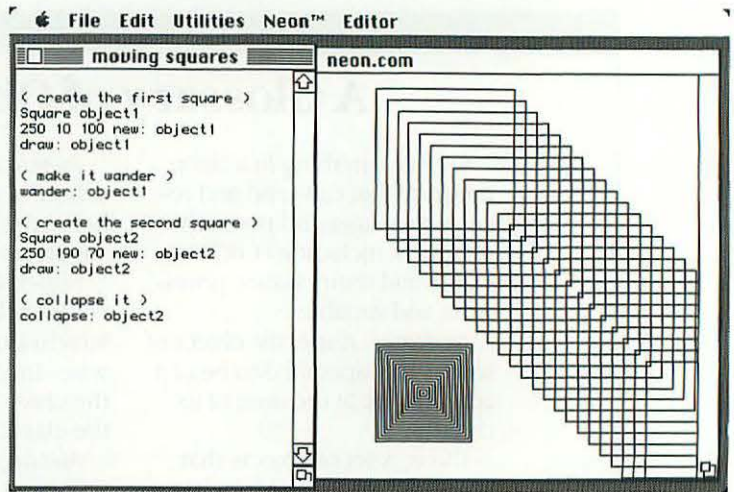 File Edit Utilities Neon™ Editor
moving squares
( create the first square )
Square object1
250 10 100 new: object1
draw: object1
( make it wander )
wander: object1
( create the second square )
Square object2
250 190 70 new: object2
draw: object2
( collapse it )
collapse: object2
neon.com